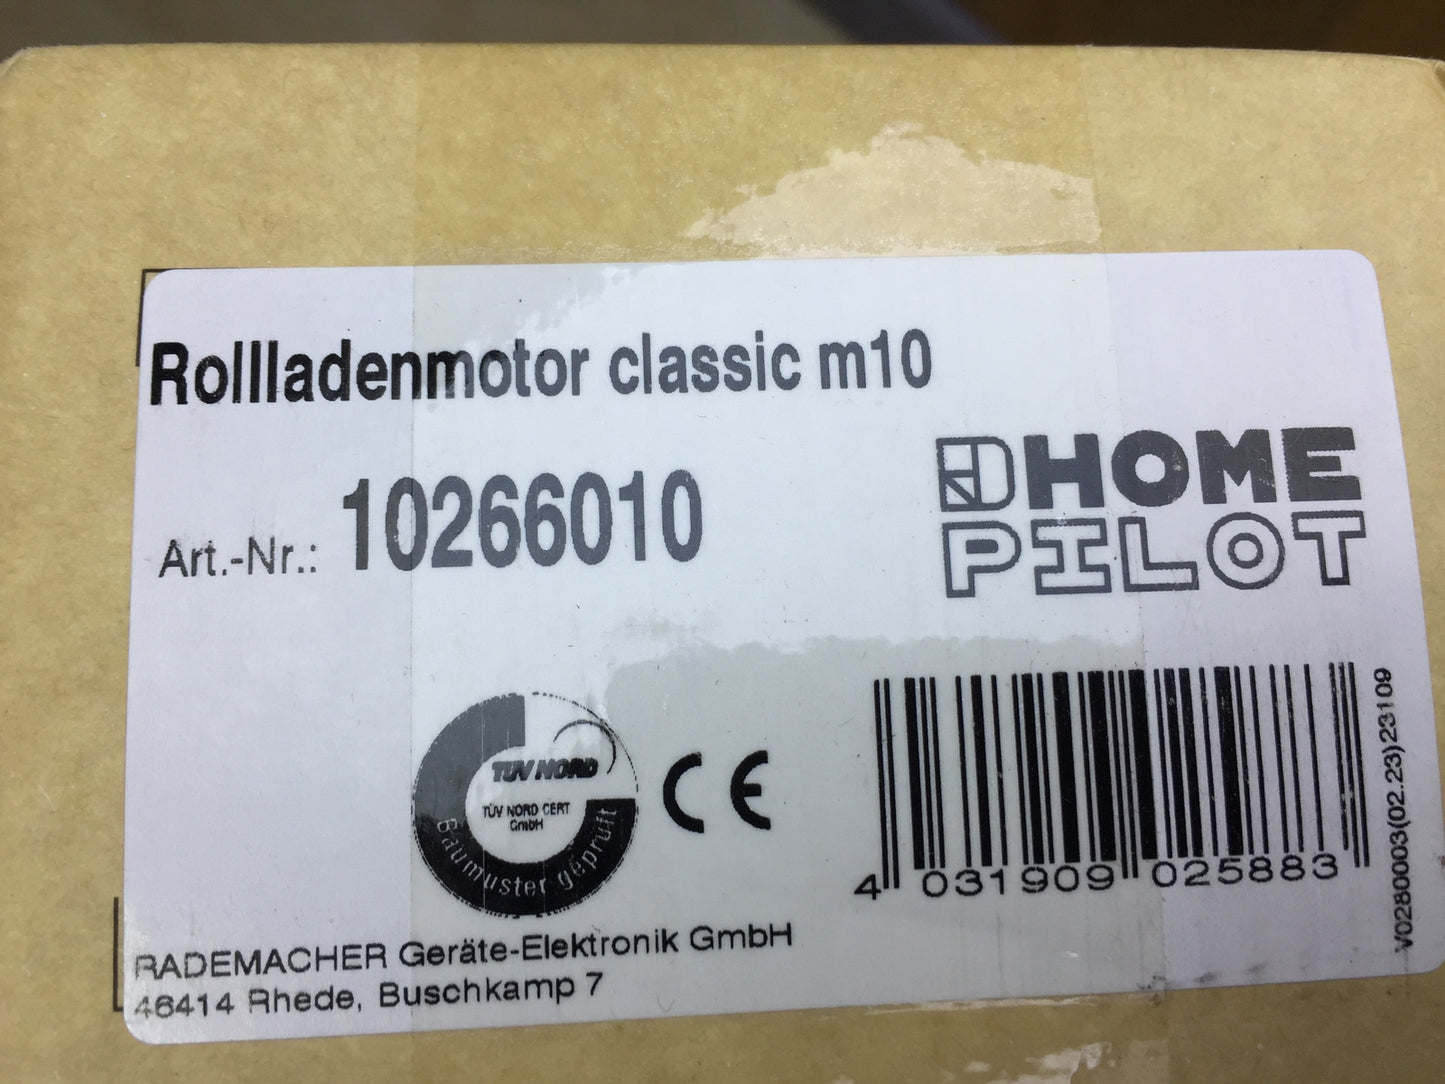 Rollladenmotor classic m10
Art.-Nr.: 10266010
HOME
PILOT
TÜV NORD
TÜV NORD CERT
GmbH
Baumuster geprüft
CE
4 031909 025883
V0280003(02.23)23109
RADEMACHER Geräte-Elektronik GmbH
46414 Rhede, Buschkamp 7